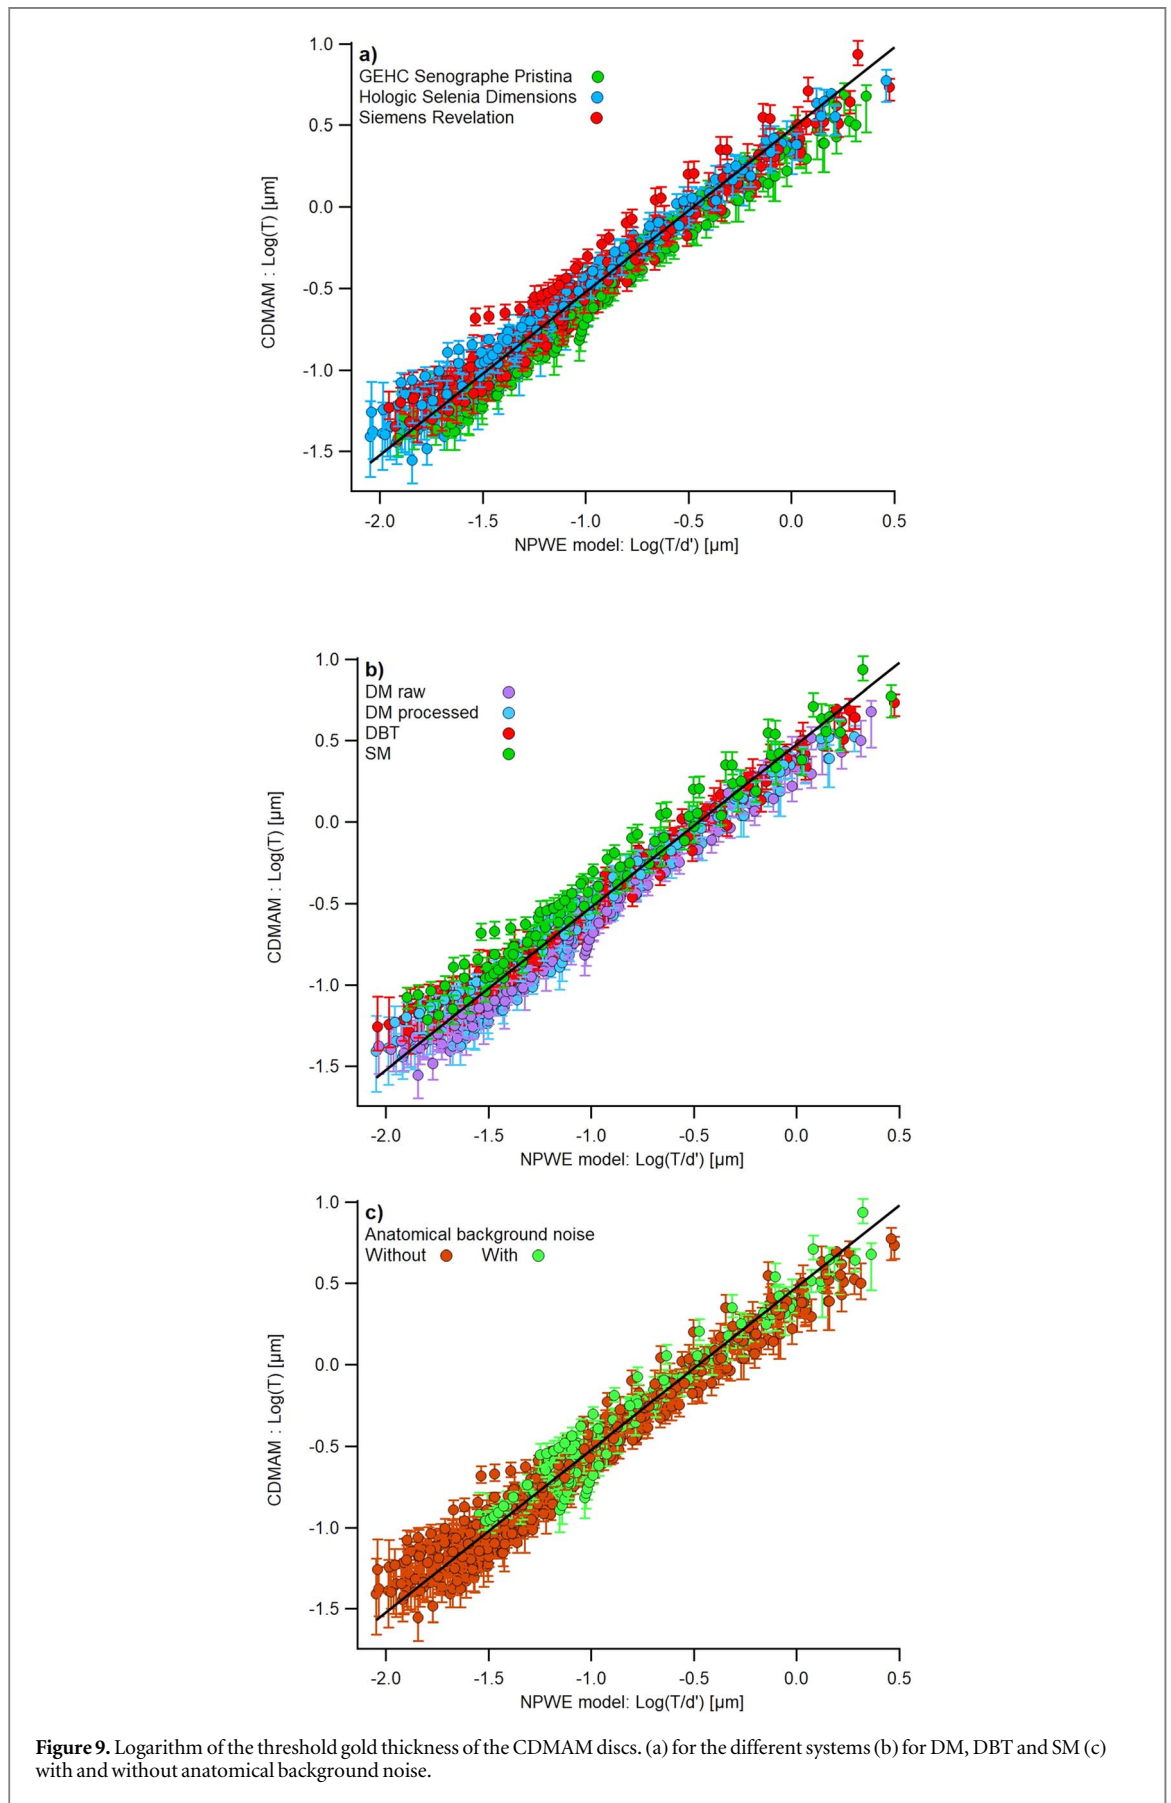 a)
GEHC Senographe Pristina
Hologic Selenia Dimensions
Siemens Revelation
1.0
0.5
0.0
-0.5
-1.0
-1.5
CDMAM : Log(T) [µm]
-2.0 -1.5 -1.0 -0.5 0.0 0.5
NPWE model: Log(T/d') [µm]
b)
DM raw
DM processed
DBT
SM
1.0
0.5
0.0
-0.5
-1.0
-1.5
CDMAM : Log(T) [µm]
-2.0 -1.5 -1.0 -0.5 0.0 0.5
NPWE model: Log(T/d') [µm]
c)
Anatomical background noise
Without With
1.0
0.5
0.0
-0.5
-1.0
-1.5
CDMAM : Log(T) [µm]
-2.0 -1.5 -1.0 -0.5 0.0 0.5
NPWE model: Log(T/d') [µm]
Figure 9. Logarithm of the threshold gold thickness of the CDMAM discs. (a) for the different systems (b) for DM, DBT and SM (c)
with and without anatomical background noise.